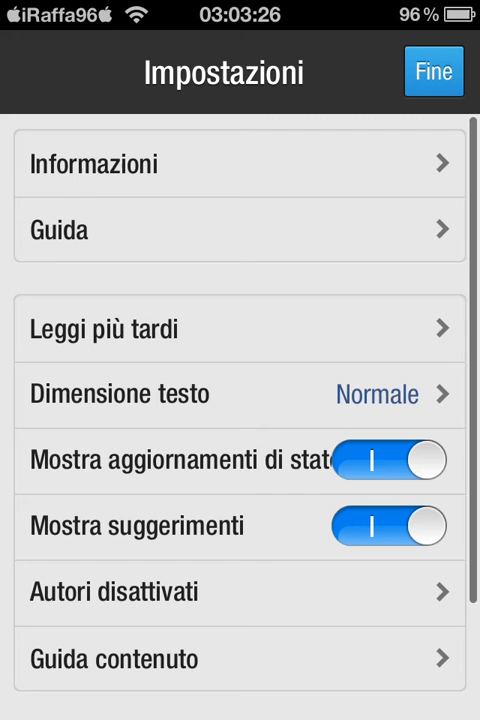 iRaffa96
03:03:26
96 %
Impostazioni
Fine
Informazioni
Guida
Leggi più tardi
Dimensione testo
Normale
Mostra aggiornamenti di stat
Mostra suggerimenti
Autori disattivati
Guida contenuto